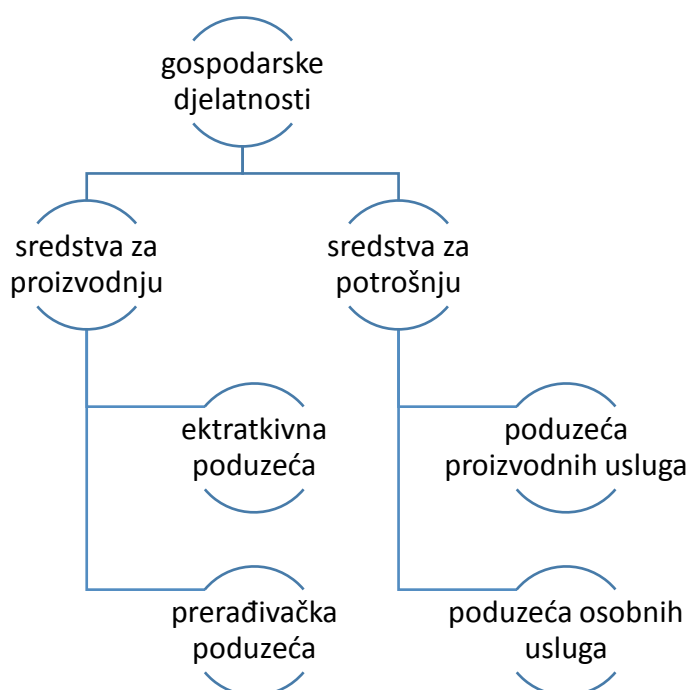 gospodarske
djelatnosti
sredstva za
proizvodnju
sredstva za
potrošnju
ektratkivna
poduzeća
poduzeća
proizvodnih usluga
prerađivačka
poduzeća
poduzeća osobnih
usluga